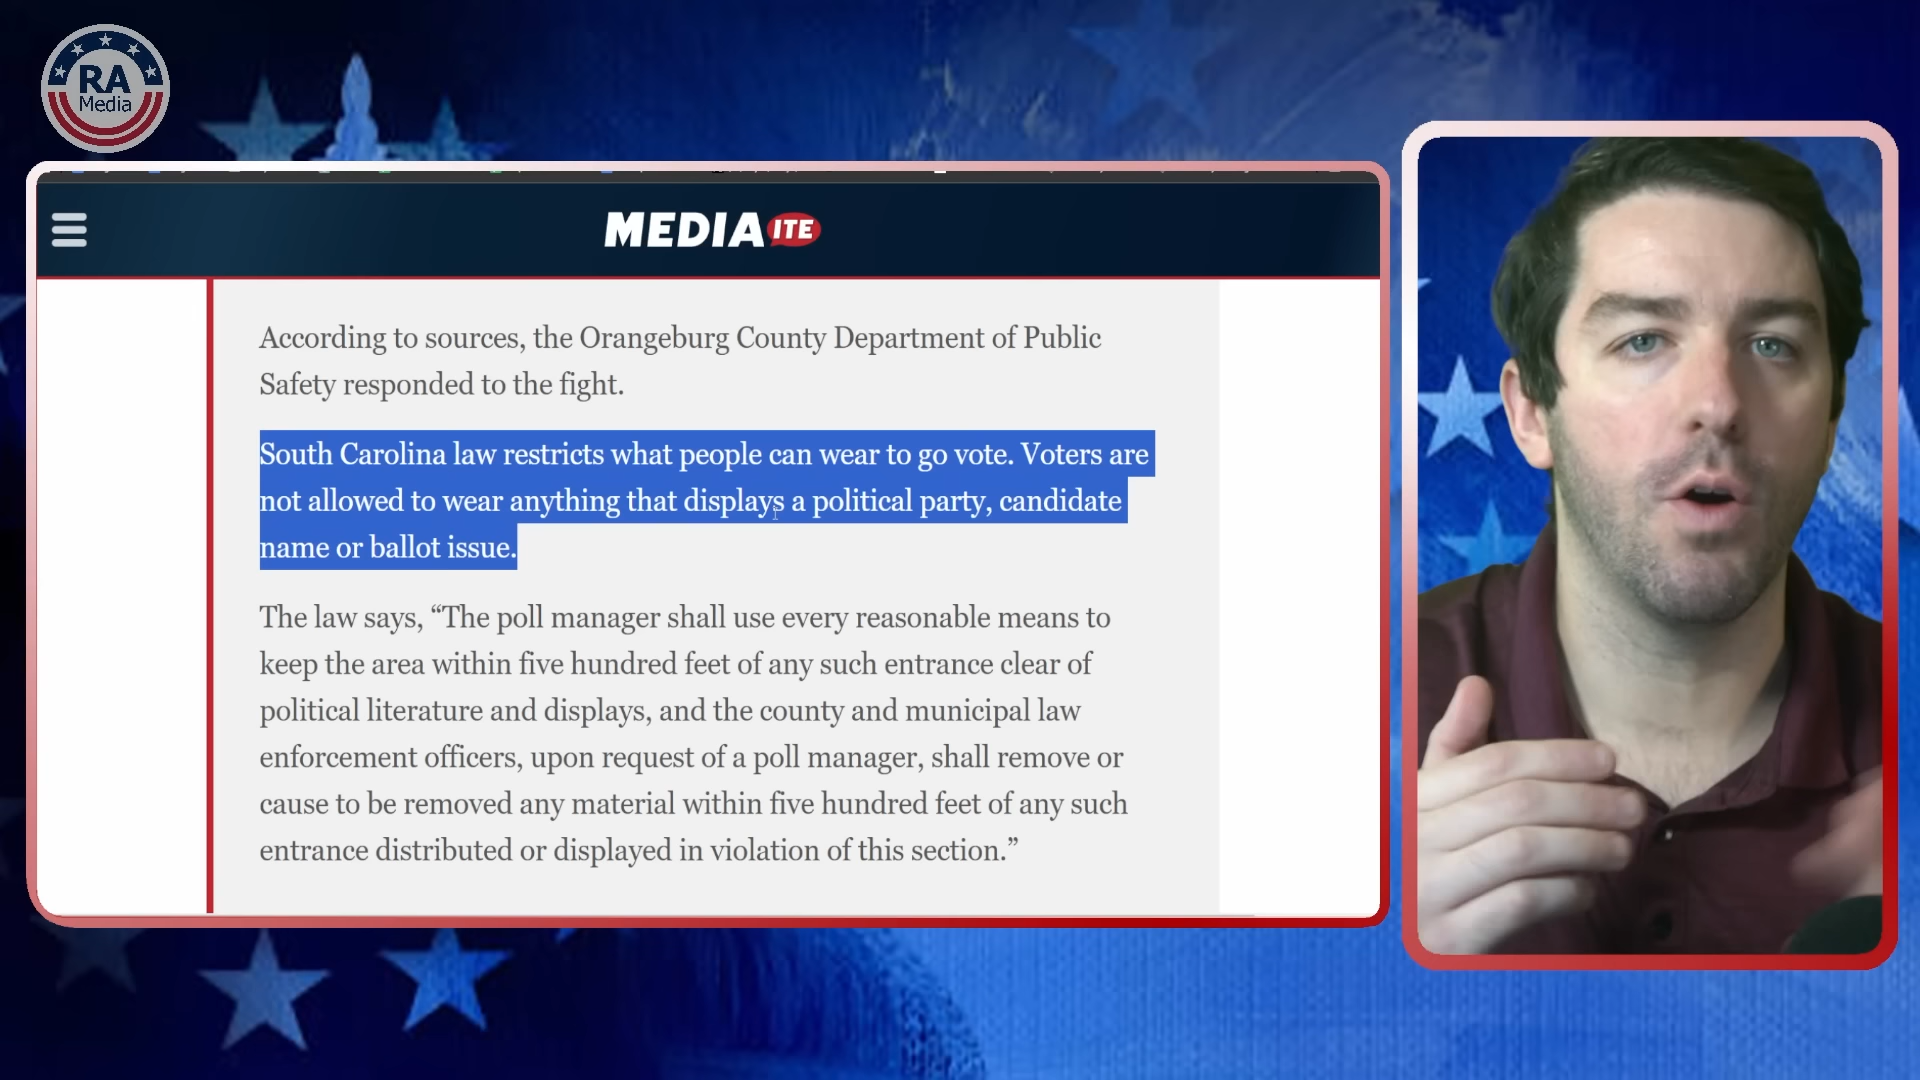 RA
Media
MEDIAITE
According to sources, the Orangeburg County Department of Public
Safety responded to the fight.
South Carolina law restricts what people can wear to go vote. Voters are
not allowed to wear anything that displays a political party, candidate
name or ballot issue.
The law says, “The poll manager shall use every reasonable means to
keep the area within five hundred feet of any such entrance clear of
political literature and displays, and the county and municipal law
enforcement officers, upon request of a poll manager, shall remove or
cause to be removed any material within five hundred feet of any such
entrance distributed or displayed in violation of this section.”